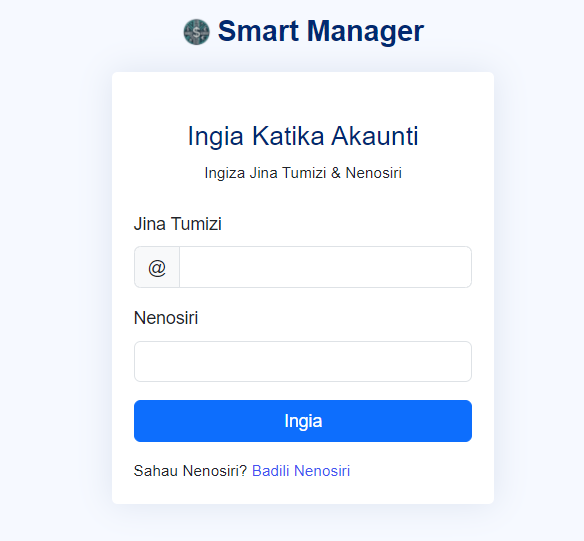 Smart Manager
Ingia Katika Akaunti
Ingiza Jina Tumizi & Nenosiri
Jina Tumizi
@
Nenosiri
Ingia
Sahau Nenosiri? Badili Nenosiri